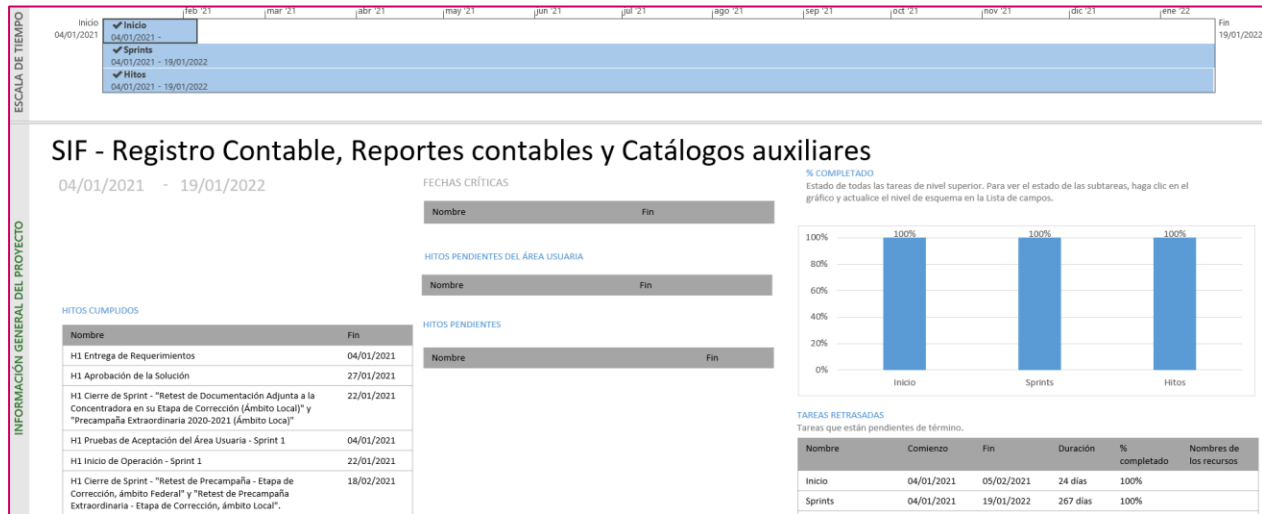 feb '21 mar '21 abr '21 may '21 jun '21 jul '21 ago '21 sep '21 oct '21 nov '21 dic '21 ene '22
ESCALA DE TIEMPO
Inicio
04/01/2021
Inicio
04/01/2021 -
Sprints
04/01/2021 - 19/01/2022
Hitos
04/01/2021 - 19/01/2022
Fin
19/01/2022
INFORMACIÓN GENERAL DEL PROYECTO
SIF - Registro Contable, Reportes contables y Catálogos auxiliares
04/01/2021 - 19/01/2022
HITOS CUMPLIDOS
Nombre Fin
H1 Entrega de Requerimientos 04/01/2021
H1 Aprobación de la Solución 27/01/2021
H1 Cierre de Sprint - "Retest de Documentación Adjunta a la 22/01/2021
Concentradora en su Etapa de Corrección (Ámbito Local)" y
"Precampaña Extraordinaria 2020-2021 (Ámbito Loca)"
H1 Pruebas de Aceptación del Área Usuaria - Sprint 1 04/01/2021
H1 Inicio de Operación - Sprint 1 22/01/2021
H1 Cierre de Sprint - "Retest de Precampaña - Etapa de 18/02/2021
Corrección, ámbito Federal" y "Retest de Precampaña
Extraordinaria - Etapa de Corrección, ámbito Local".
FECHAS CRÍTICAS
Nombre Fin
HITOS PENDIENTES DEL ÁREA USUARIA
Nombre Fin
HITOS PENDIENTES
Nombre Fin
% COMPLETADO
Estado de todas las tareas de nivel superior. Para ver el estado de las subtareas, haga clic en el
gráfico y actualice el nivel de esquema en la Lista de campos.
100% 100% 100%
100%
80%
60%
40%
20%
0%
Inicio Sprints Hitos
TAREAS RETRASADAS
Tareas que están pendientes de término.
Nombre Comienzo Fin Duración % Nombres de
completado los recursos
Inicio 04/01/2021 05/02/2021 24 días 100%
Sprints 04/01/2021 19/01/2022 267 días 100%